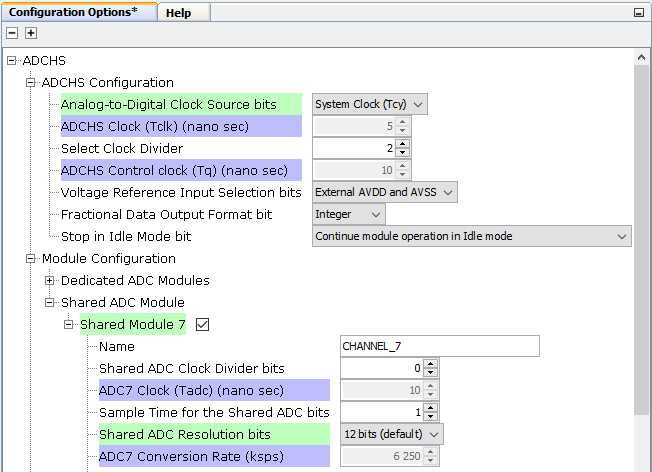 Configuration Options*
Help
ADCHS
ADCHS Configuration
Analog-to-Digital Clock Source bits System Clock (Tcy)
ADCHS Clock (Tclk) (nano sec) 5
Select Clock Divider 2
ADCHS Control clock (Tq) (nano sec) 10
Voltage Reference Input Selection bits External AVDD and AVSS
Fractional Data Output Format bit Integer
Stop in Idle Mode bit Continue module operation in Idle mode
Module Configuration
Dedicated ADC Modules
Shared ADC Module
Shared Module 7
Name CHANNEL_7
Shared ADC Clock Divider bits 0
ADC7 Clock (Tadc) (nano sec) 10
Sample Time for the Shared ADC bits 1
Shared ADC Resolution bits 12 bits (default)
ADC7 Conversion Rate (ksps) 6 250